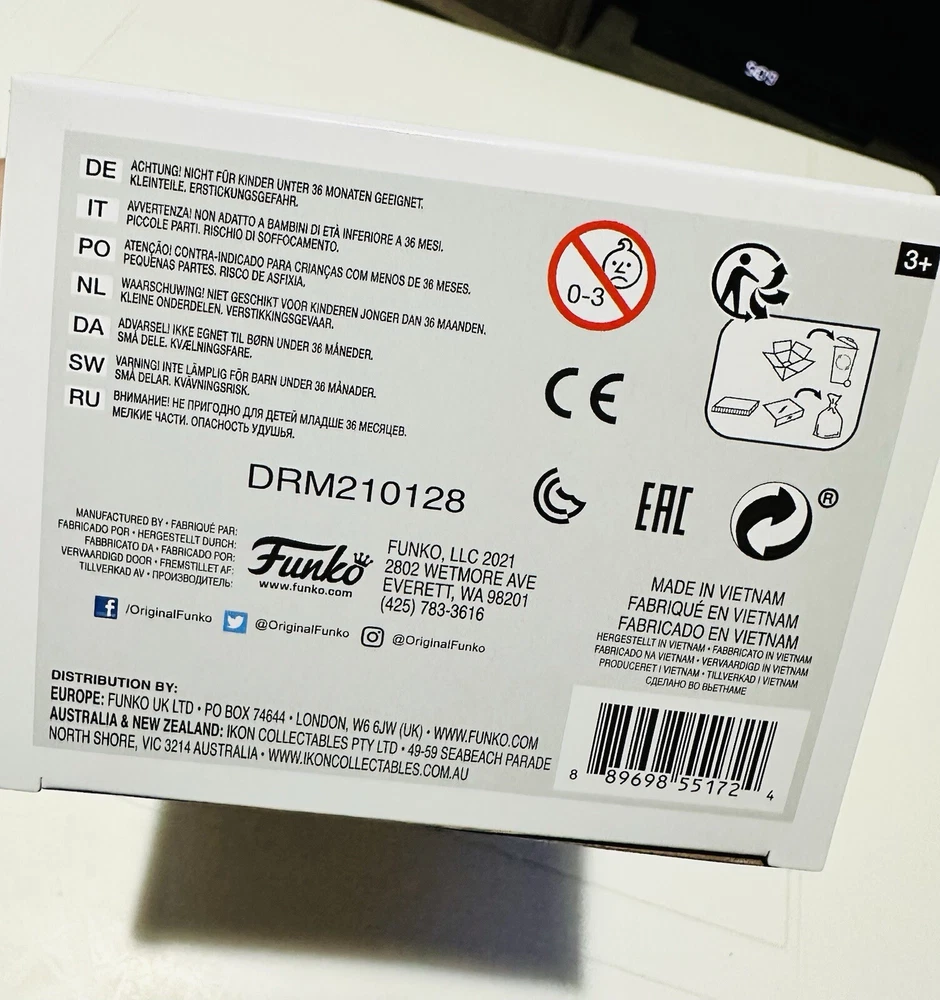 DE ACHTUNG! NICHT FÜR KINDER UNTER 36 MONATEN GEEIGNET.
KLEINTEILE, ERSTICKUNGSGEFAHR.
IT AVVERTENZA! NON ADATTO A BAMBINI DI ETÀ INFERIORE A 36 MESI.
PICCOLE PARTI. RISCHIO DI SOFFOCAMENTO.
PO ATENÇÃO! CONTRA-INDICADO PARA CRIANÇAS COM MENOS DE 36 MESES.
PEQUENAS PARTES. RISCO DE ASFIXIA.
NL WAARSCHUWING! NIET GESCHIKT VOOR KINDEREN JONGER DAN 36 MAANDEN.
KLEINE ONDERDELEN. VERSTIKKINGSGEVAAR.
DA ADVARSEL! IKKE EGNET TIL BØRN UNDER 36 MÅNEDER.
SMÅ DELE. KVÆLNINGSFARE.
SW VARNING! INTE LÄMPLIG FÖR BARN UNDER 36 MÅNADER.
SMÅ DELAR. KVÄVNINGSRISK.
RU ВНИМАНИЕ! НЕ ПРИГОДНО ДЛЯ ДЕТЕЙ МЛАДШЕ 36 МЕСЯЦЕВ.
МЕЛКИЕ ЧАСТИ. ОПАСНОСТЬ УДУШЬЯ.
0-3
3+
CE
DRM210128
EAC
®
MANUFACTURED BY • FABRIQUÉ PAR:
FABRICADO POR • HERGESTELLT DURCH:
FABBRICATO DA • FABRICADO POR:
VERVAARDIGD DOOR • FREMSTILLET AF:
TILLVERKAD AV • ПРОИЗВОДИТЕЛЬ:
Funko
www.funko.com
FUNKO, LLC 2021
2802 WETMORE AVE
EVERETT, WA 98201
(425) 783-3616
/OriginalFunko @OriginalFunko @OriginalFunko
MADE IN VIETNAM
FABRIQUÉ EN VIETNAM
FABRICADO EN VIETNAM
HERGESTELLT IN VIETNAM • FABBRICATO IN VIETNAM
FABRICADO NA VIETNAM • VERVAARDIGD IN VIETNAM
PRODUCERET I VIETNAM • TILLVERKAD I VIETNAM
СДЕЛАНО ВО ВЬЕТНАМЕ
DISTRIBUTION BY:
EUROPE: FUNKO UK LTD • PO BOX 74644 • LONDON, W6 6JW (UK) • WWW.FUNKO.COM
AUSTRALIA & NEW ZEALAND: IKON COLLECTABLES PTY LTD • 49-59 SEABEACH PARADE
NORTH SHORE, VIC 3214 AUSTRALIA • WWW.IKONCOLLECTABLES.COM.AU
8 89698 55172 4